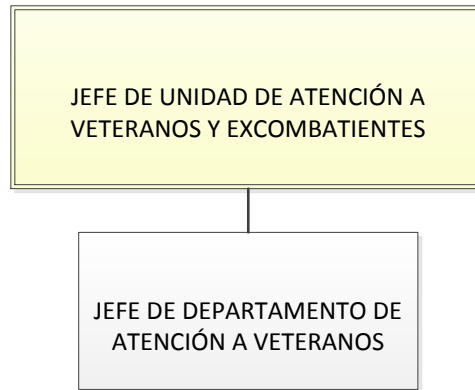 JEFE DE UNIDAD DE ATENCIÓN A
VETERANOS Y EXCOMBATIENTES
JEFE DE DEPARTAMENTO DE
ATENCIÓN A VETERANOS